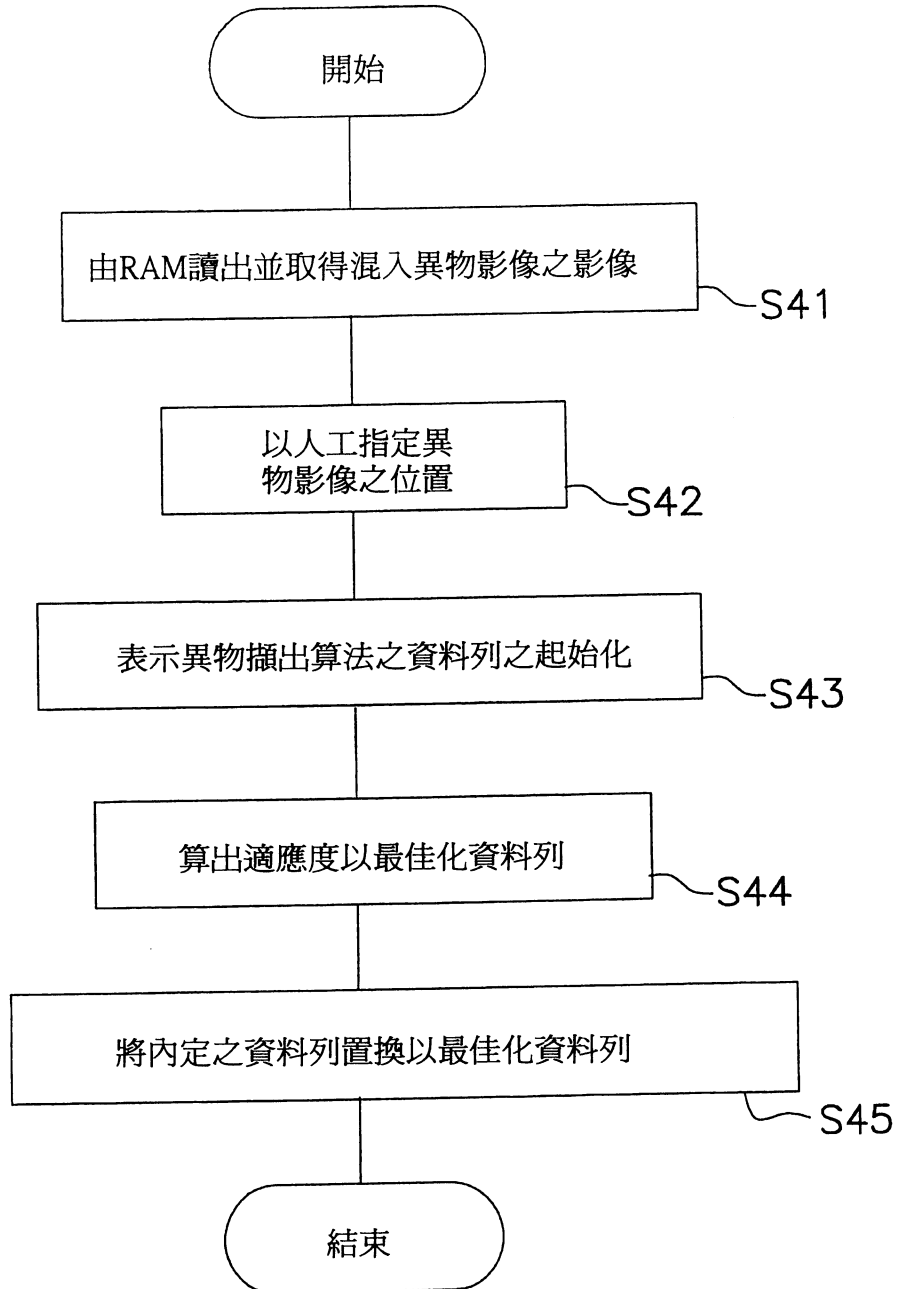 開始
由RAM讀出並取得混入異物影像之影像
S41
以人工指定異
物影像之位置
S42
表示異物擷出算法之資料列之起始化
S43
算出適應度以最佳化資料列
S44
將內定之資料列置換以最佳化資料列
S45
結束